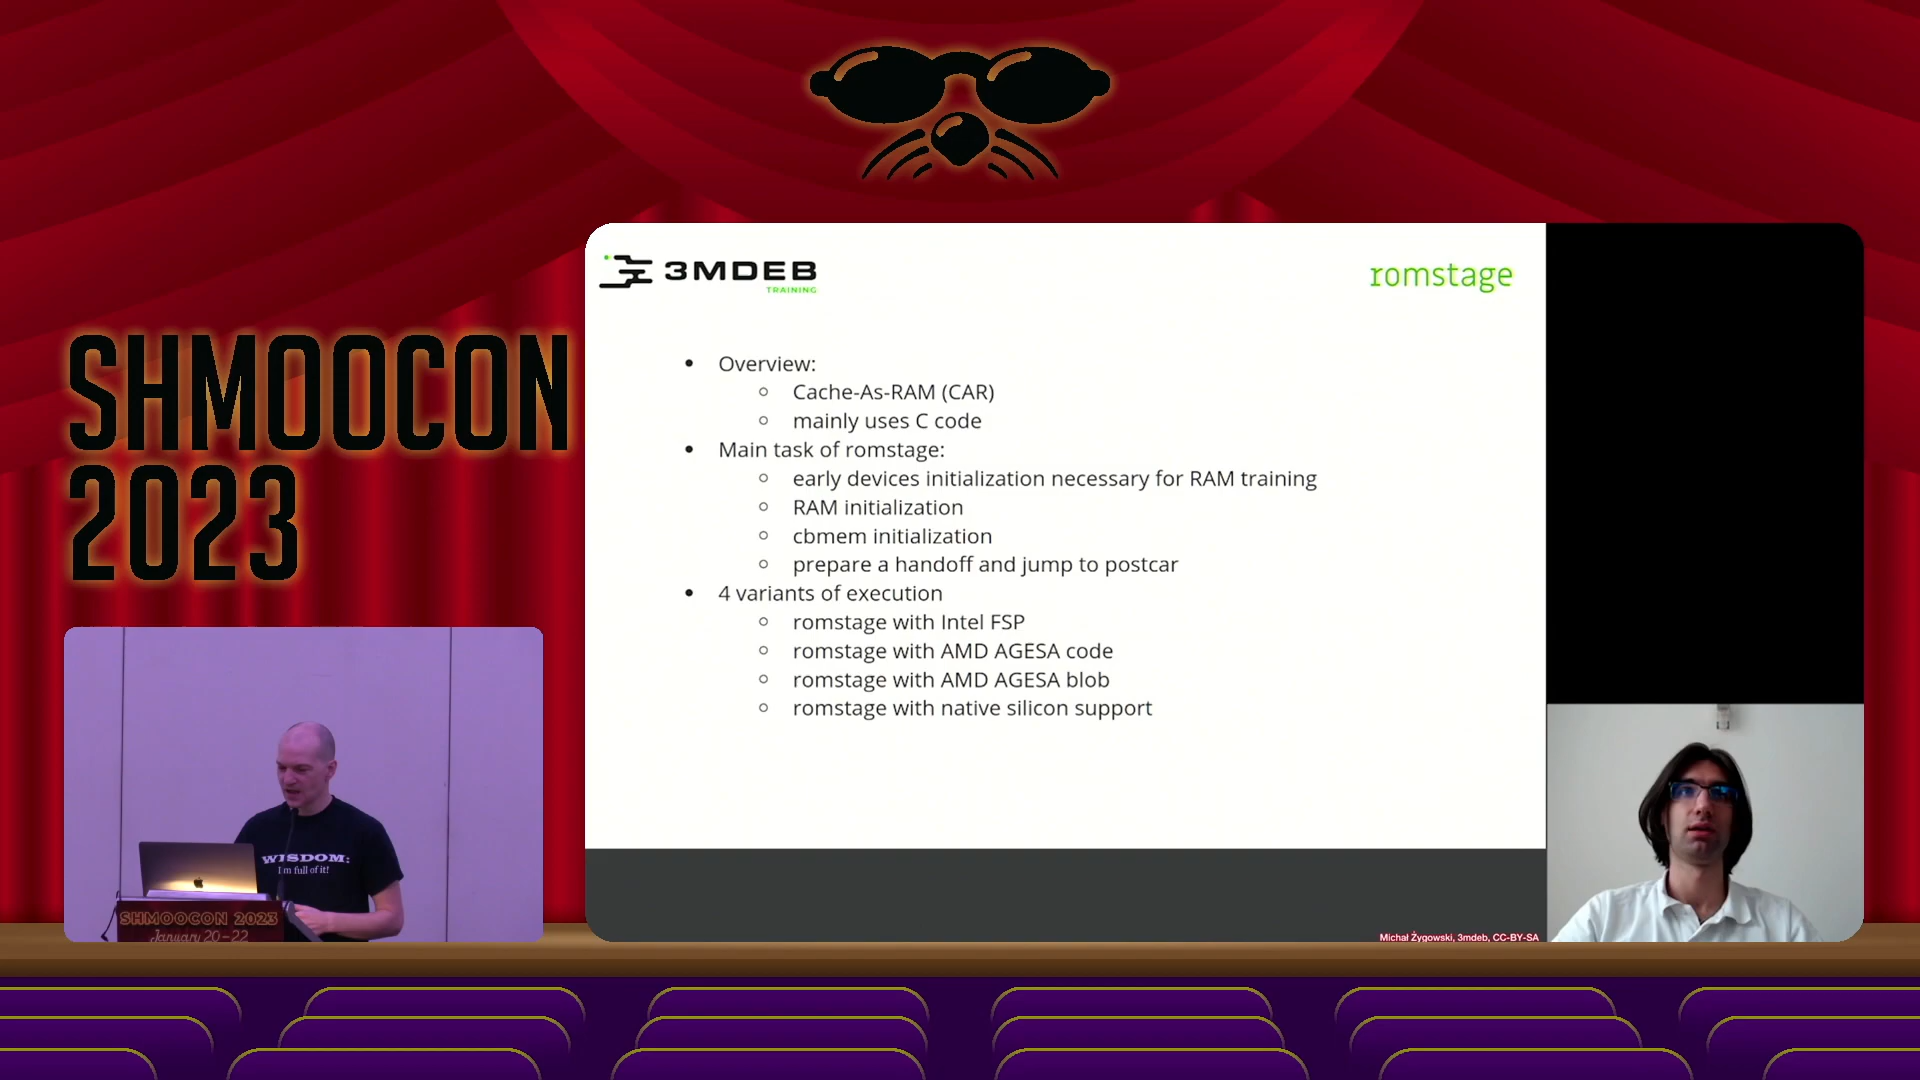 SHMOOCON
2023
3MDEB
TRAINING
romstage
• Overview:
○ Cache-As-RAM (CAR)
○ mainly uses C code
• Main task of romstage:
○ early devices initialization necessary for RAM training
○ RAM initialization
○ cbmem initialization
○ prepare a handoff and jump to postcar
• 4 variants of execution
○ romstage with Intel FSP
○ romstage with AMD AGESA code
○ romstage with AMD AGESA blob
○ romstage with native silicon support
Michał Żygowski, 3mdeb, CC-BY-SA
WISDOM:
I'm full of it!
SHMOOCON 2023
January 20-22